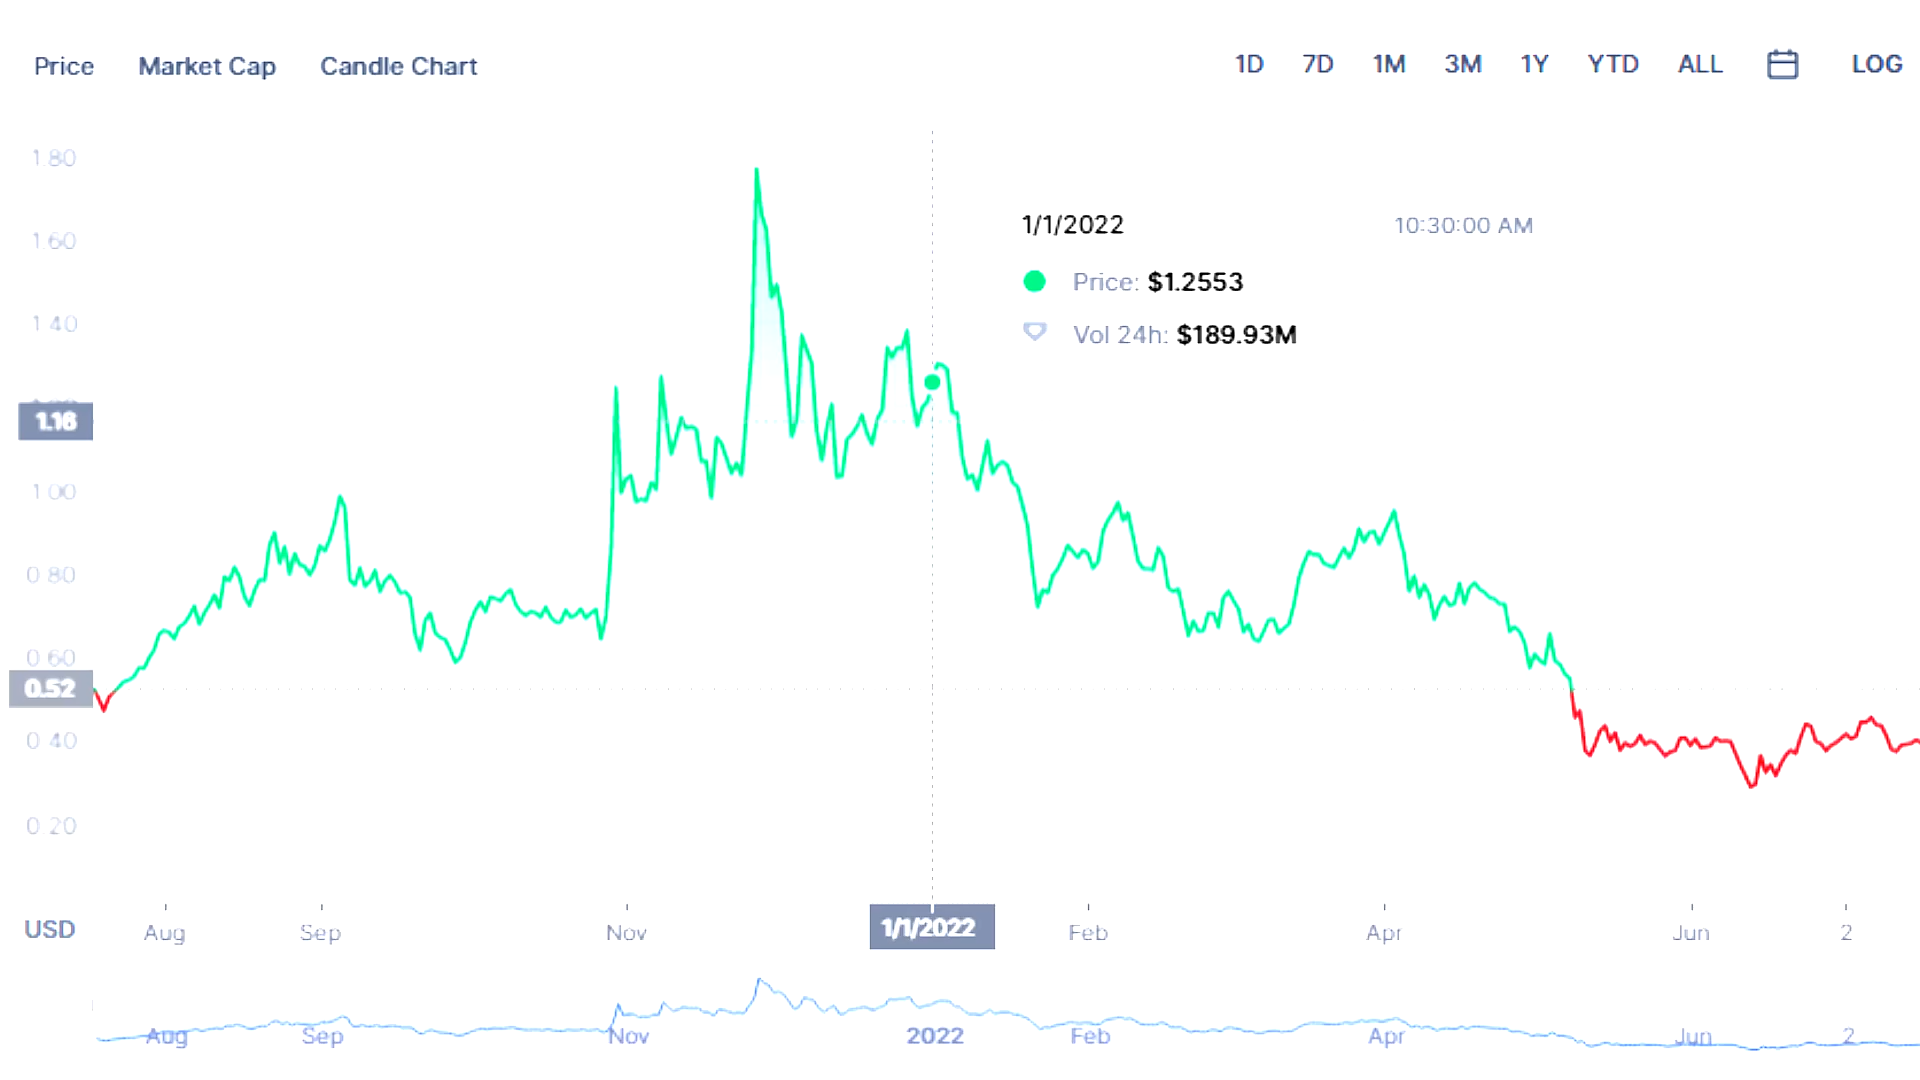 Price Market Cap Candle Chart 1D 7D 1M 3M 1Y YTD ALL LOG
1.80
1.60
1.40
1.16
1.00
0.80
0.60
0.52
0.40
0.20
1/1/2022 10:30:00 AM
Price: $1.2553
Vol 24h: $189.93M
USD Aug Sep Nov 1/1/2022 Feb Apr Jun 2
Aug Sep Nov 2022 Feb Apr Jun 2